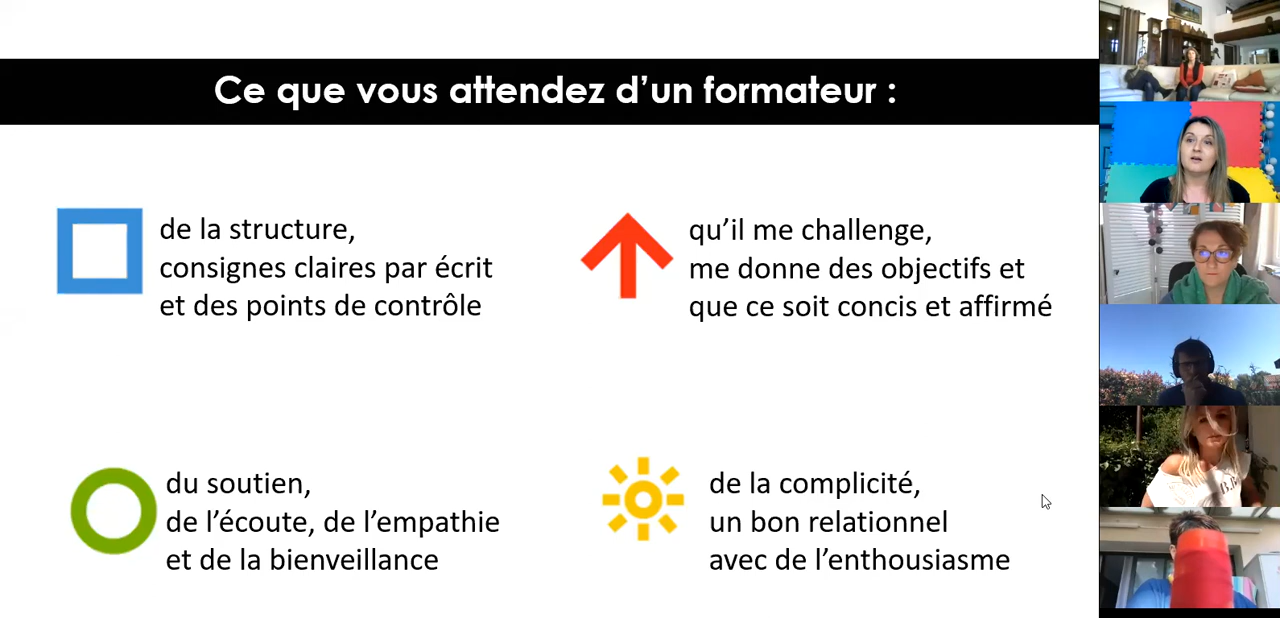 Ce que vous attendez d’un formateur :
de la structure,
consignes claires par écrit
et des points de contrôle
qu’il me challenge,
me donne des objectifs et
que ce soit concis et affirmé
du soutien,
de l’écoute, de l’empathie
et de la bienveillance
de la complicité,
un bon relationnel
avec de l’enthousiasme